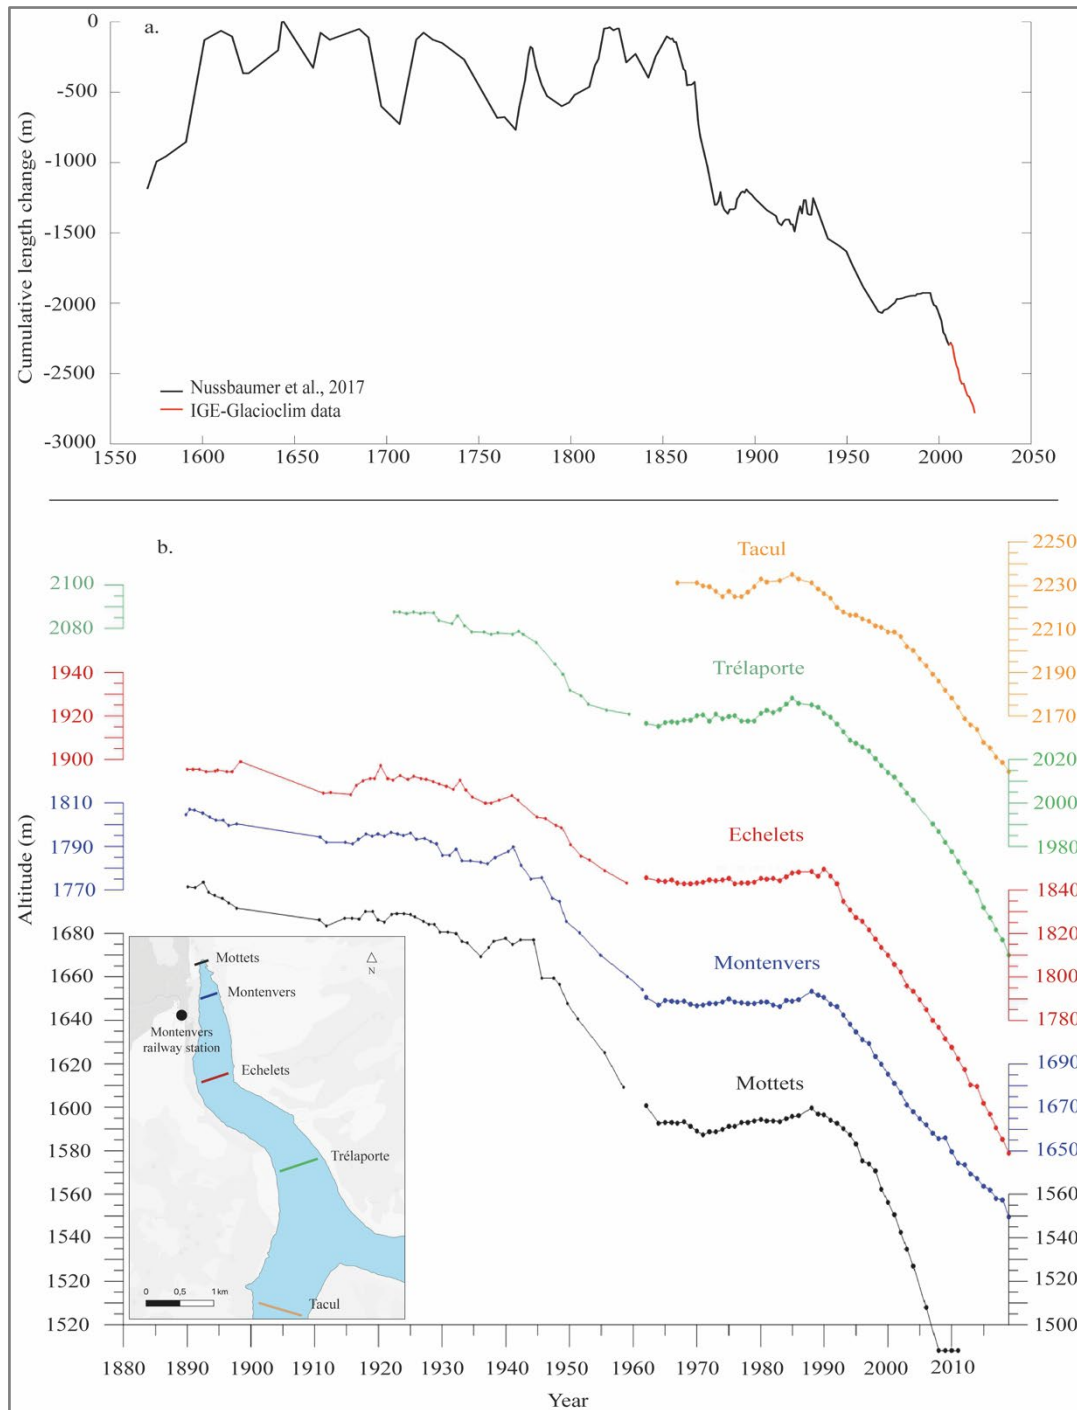 a.
Cumulative length change (m)
0
-500
-1000
-1500
-2000
-2500
-3000
Nussbaumer et al., 2017
IGE-Glacioclim data
1550 1600 1650 1700 1750 1800 1850 1900 1950 2000 2050
b.
Altitude (m)
2100
2080
1940
1920
1900
1810
1790
1770
1680
1660
1640
1620
1600
1580
1560
1540
1520
1520
Tacul
Trélaporte
Echelets
Montenvers
Mottets
2250
2230
2210
2190
2170
2020
2000
1980
1840
1820
1800
1780
1690
1670
1650
1560
1540
1520
1500
Mottets
N
Montenvers
Montenvers
railway station
Echelets
Trélaporte
0 0,5 1 km
Tacul
1880 1890 1900 1910 1920 1930 1940 1950 1960 1970 1980 1990 2000 2010
Year